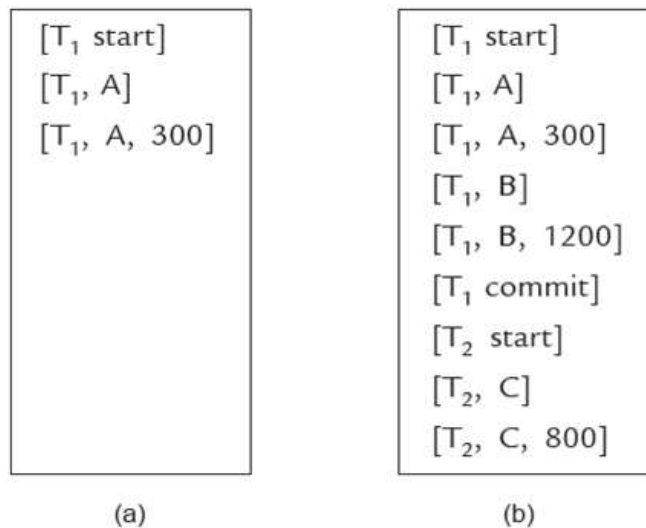 [T₁ start]
[T₁, A]
[T₁, A, 300]
(a)
[T₁ start]
[T₁, A]
[T₁, A, 300]
[T₁, B]
[T₁, B, 1200]
[T₁ commit]
[T₂ start]
[T₂, C]
[T₂, C, 800]
(b)